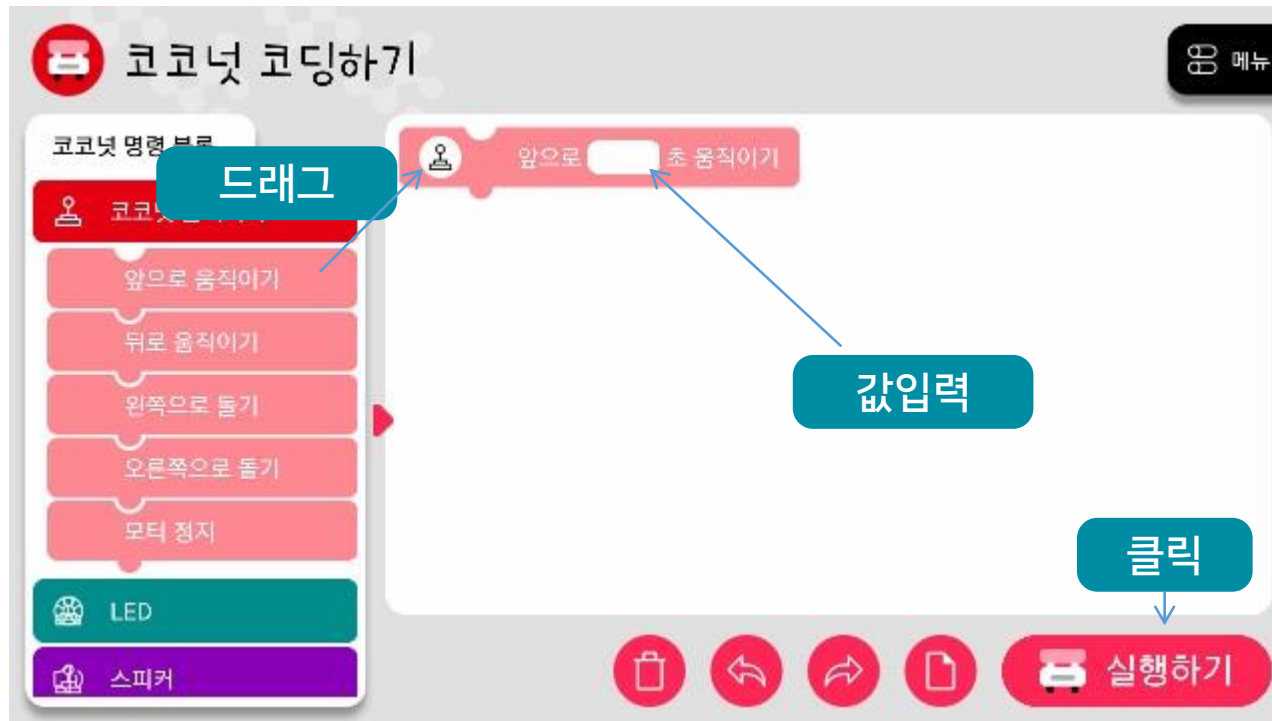 코코넛 코딩하기
메뉴
코코넛 명령
드래그
앞으로 초 움직이기
앞으로 움직이기
뒤로 움직이기
왼쪽으로 돌기
오른쪽으로 돌기
모터 정지
값입력
클릭
LED
스피커
실행하기